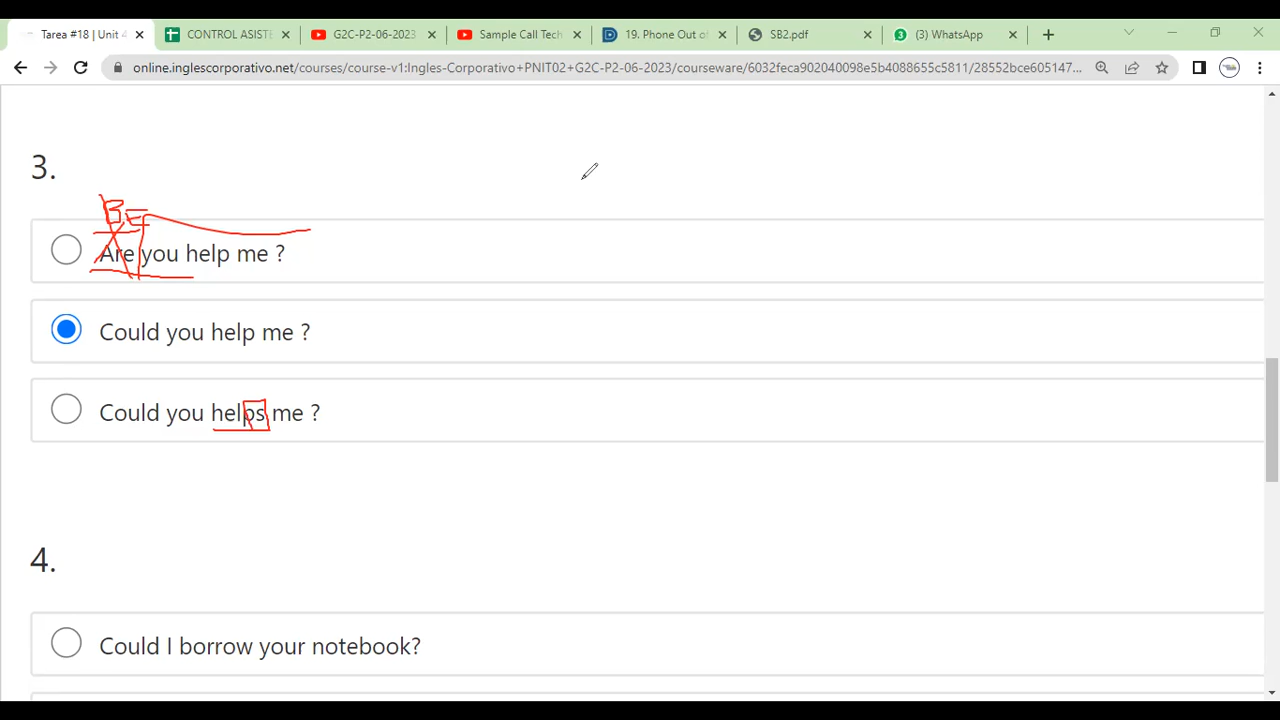 Tarea #18 | Unit 4
CONTROL ASISTE
G2C-P2-06-2023
Sample Call Tech
19. Phone Out of
SB2.pdf
(3) WhatsApp
online.inglescorporativo.net/courses/course-v1:Ingles-Corporativo+PNIT02+G2C-P2-06-2023/courseware/6032feca902040098e5b4088655c5811/28552bce605147...
3.
BE
Are you help me ?
Could you help me ?
Could you helps me ?
4.
Could I borrow your notebook?